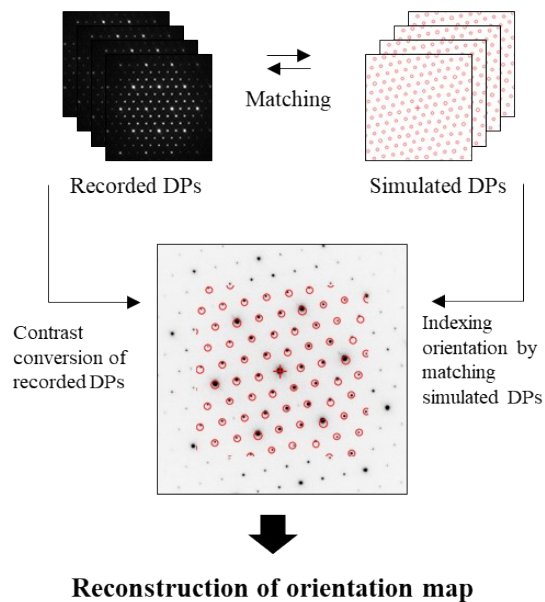 Matching
Recorded DPs
Simulated DPs
Contrast
conversion of
recorded DPs
Indexing
orientation by
matching
simulated DPs
Reconstruction of orientation map